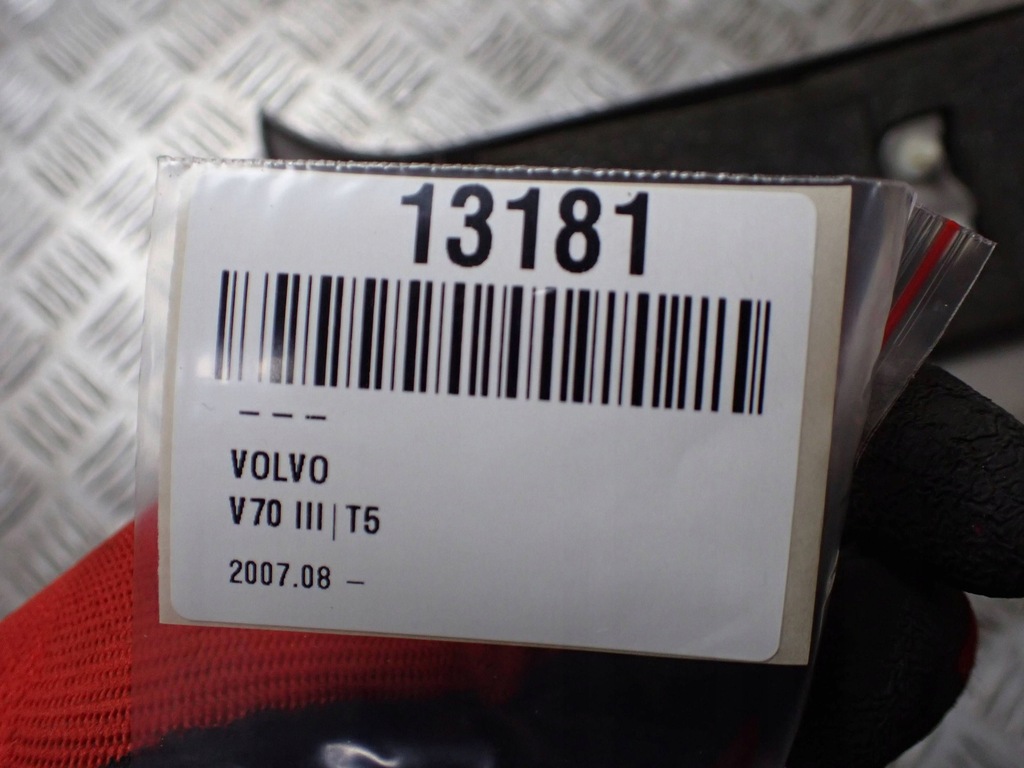 13181
– – –
VOLVO
V70 III|T5
2007.08 –